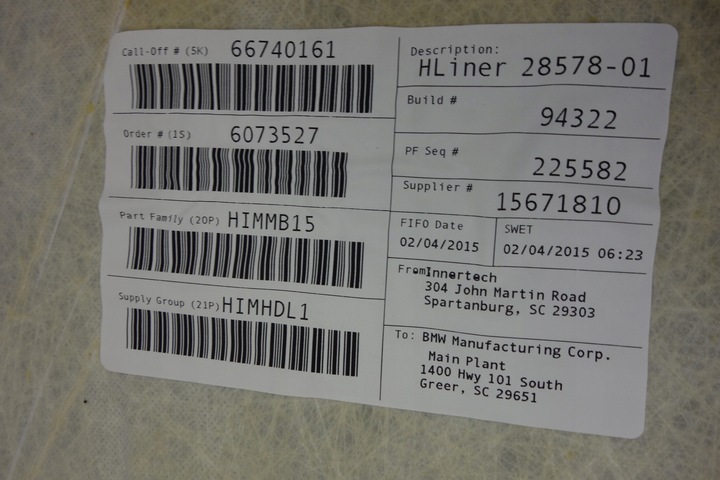 Call-Off # (5K) 66740161
Order # (1S) 6073527
Part Family (20P) HIMMB15
Supply Group (21P) HIMHDL1
Description:
HLiner 28578-01
Build #
94322
PF Seq #
225582
Supplier #
15671810
FIFO Date
02/04/2015
SWET
02/04/2015 06:23
From Innertech
304 John Martin Road
Spartanburg, SC 29303
To: BMW Manufacturing Corp.
Main Plant
1400 Hwy 101 South
Greer, SC 29651